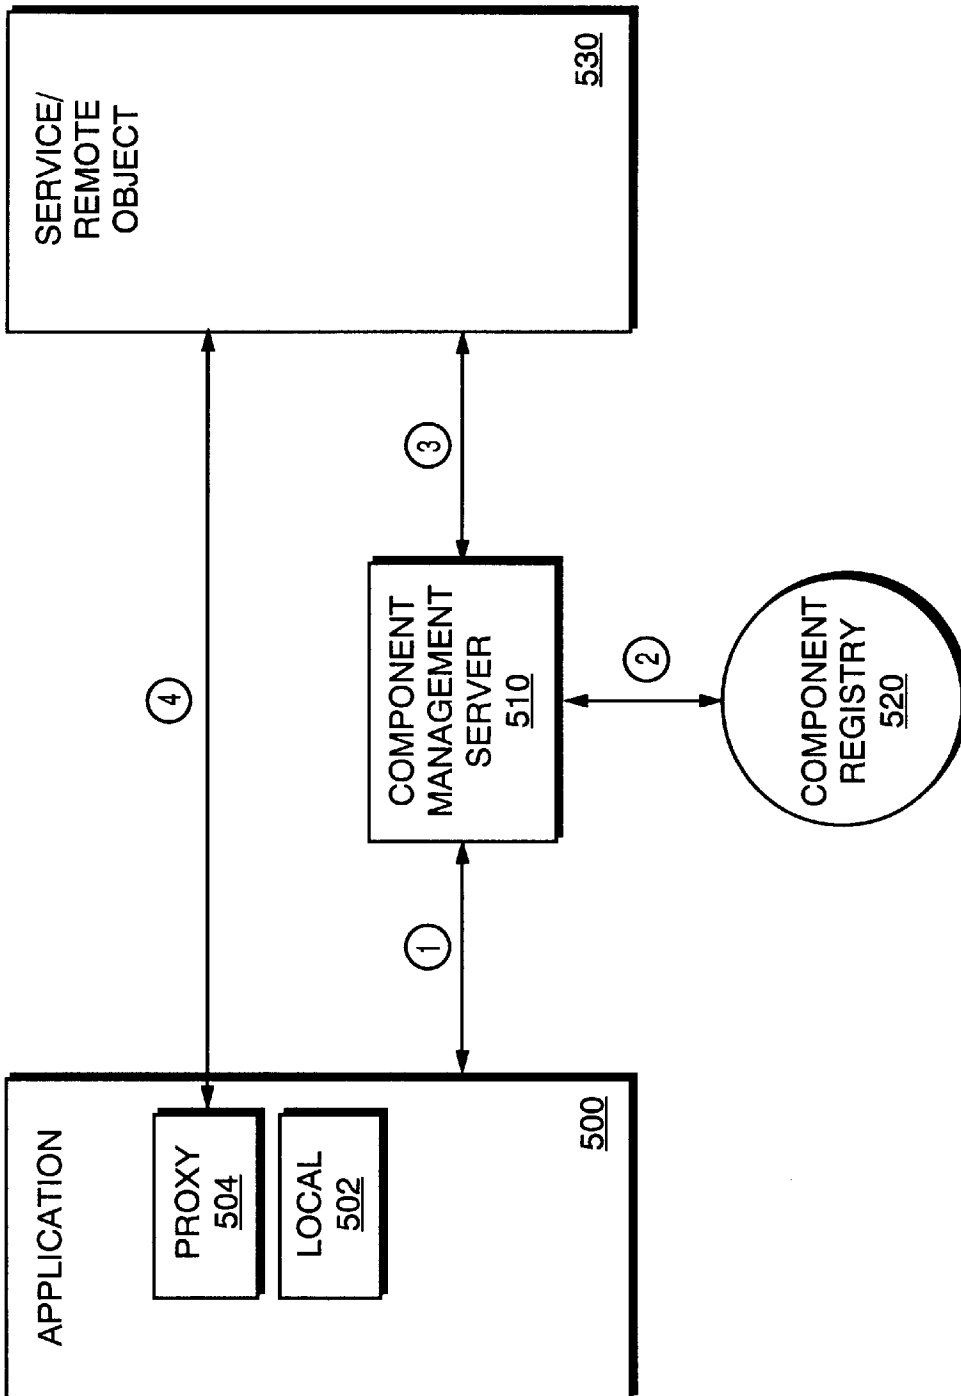 APPLICATION
PROXY
504
LOCAL
502
500
1
4
COMPONENT
MANAGEMENT
SERVER
510
2
COMPONENT
REGISTRY
520
3
SERVICE/
REMOTE
OBJECT
530